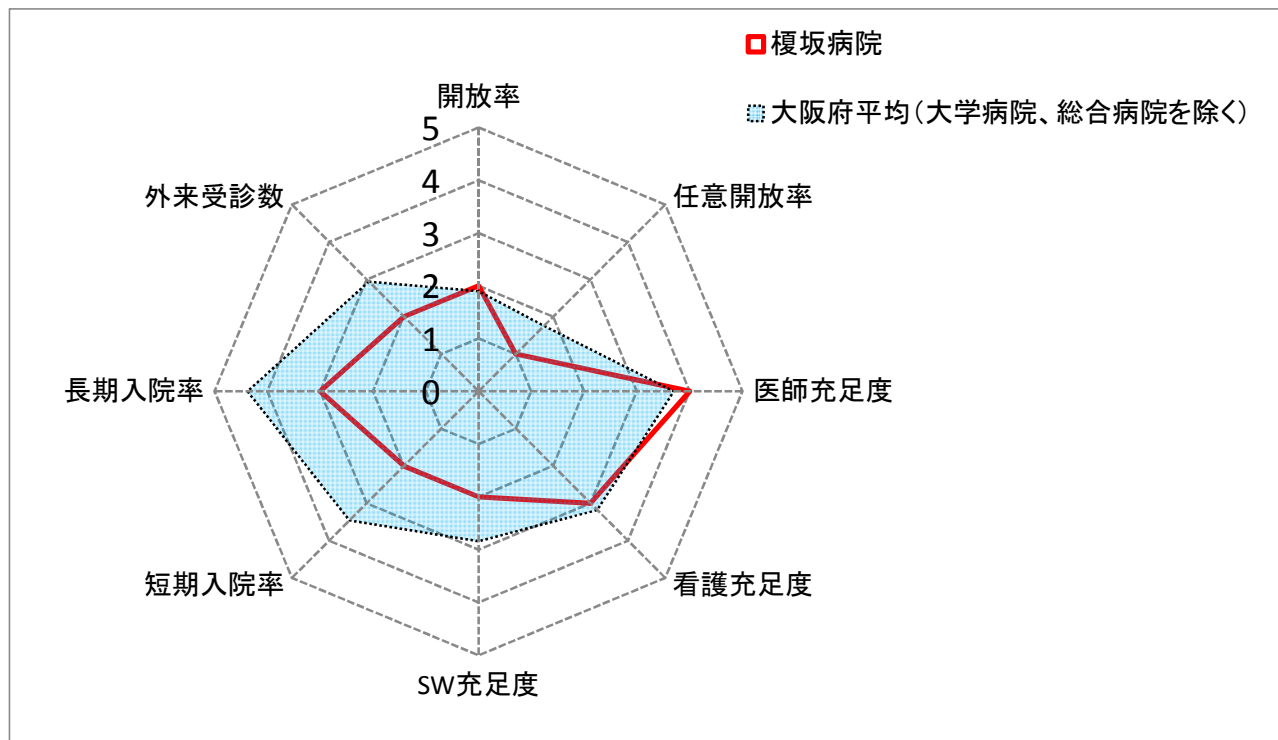 榎坂病院
大阪府平均(大学病院、総合病院を除く)
開放率
任意開放率
医師充足度
看護充足度
SW充足度
短期入院率
長期入院率
外来受診数
5
4
3
2
1
0